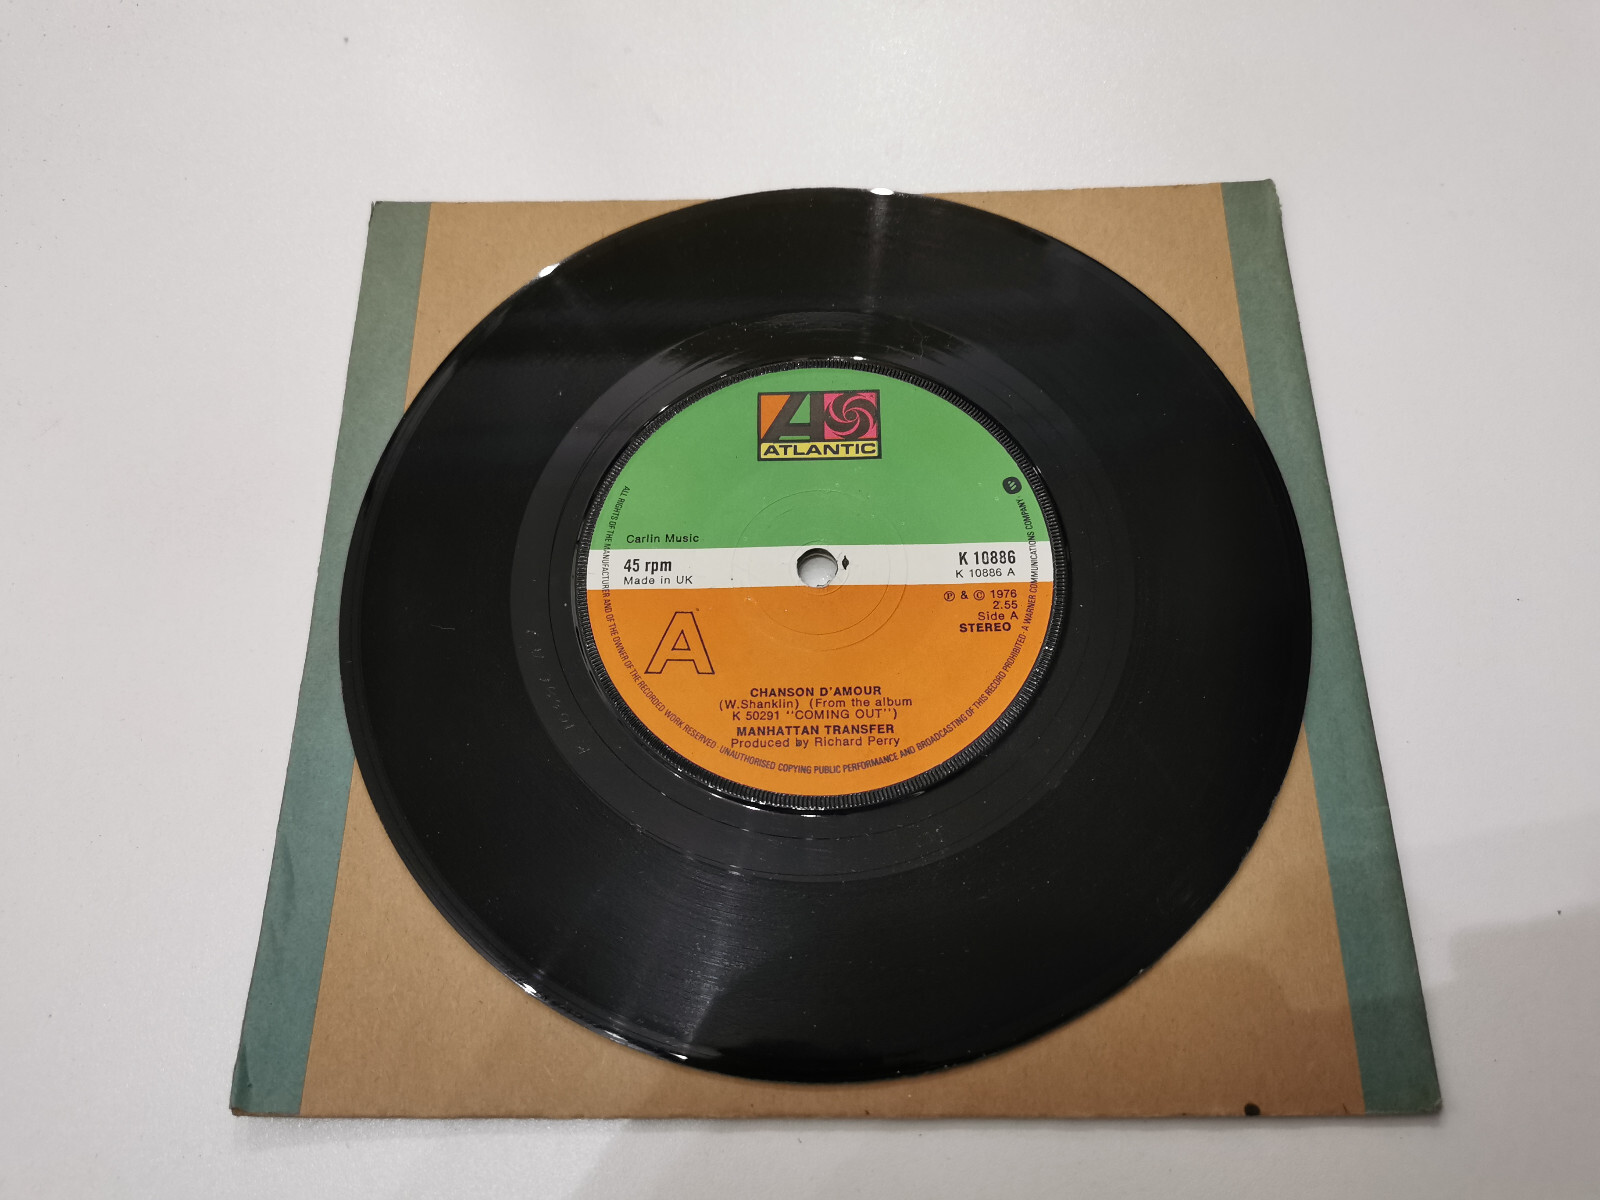 ATLANTIC
Carlin Music
45 rpm
Made in UK
K 10886
K 10886 A
℗ & © 1976
2.55
Side A
STEREO
A
CHANSON D'AMOUR
(W.Shanklin) (From the album
K 50291 "COMING OUT")
MANHATTAN TRANSFER
Produced by Richard Perry
ALL RIGHTS OF THE MANUFACTURER AND OF THE OWNER OF THE RECORDED WORK RESERVED · UNAUTHORISED COPYING PUBLIC PERFORMANCE AND BROADCASTING OF THIS RECORD PROHIBITED · A WARNER COMMUNICATIONS COMPANY